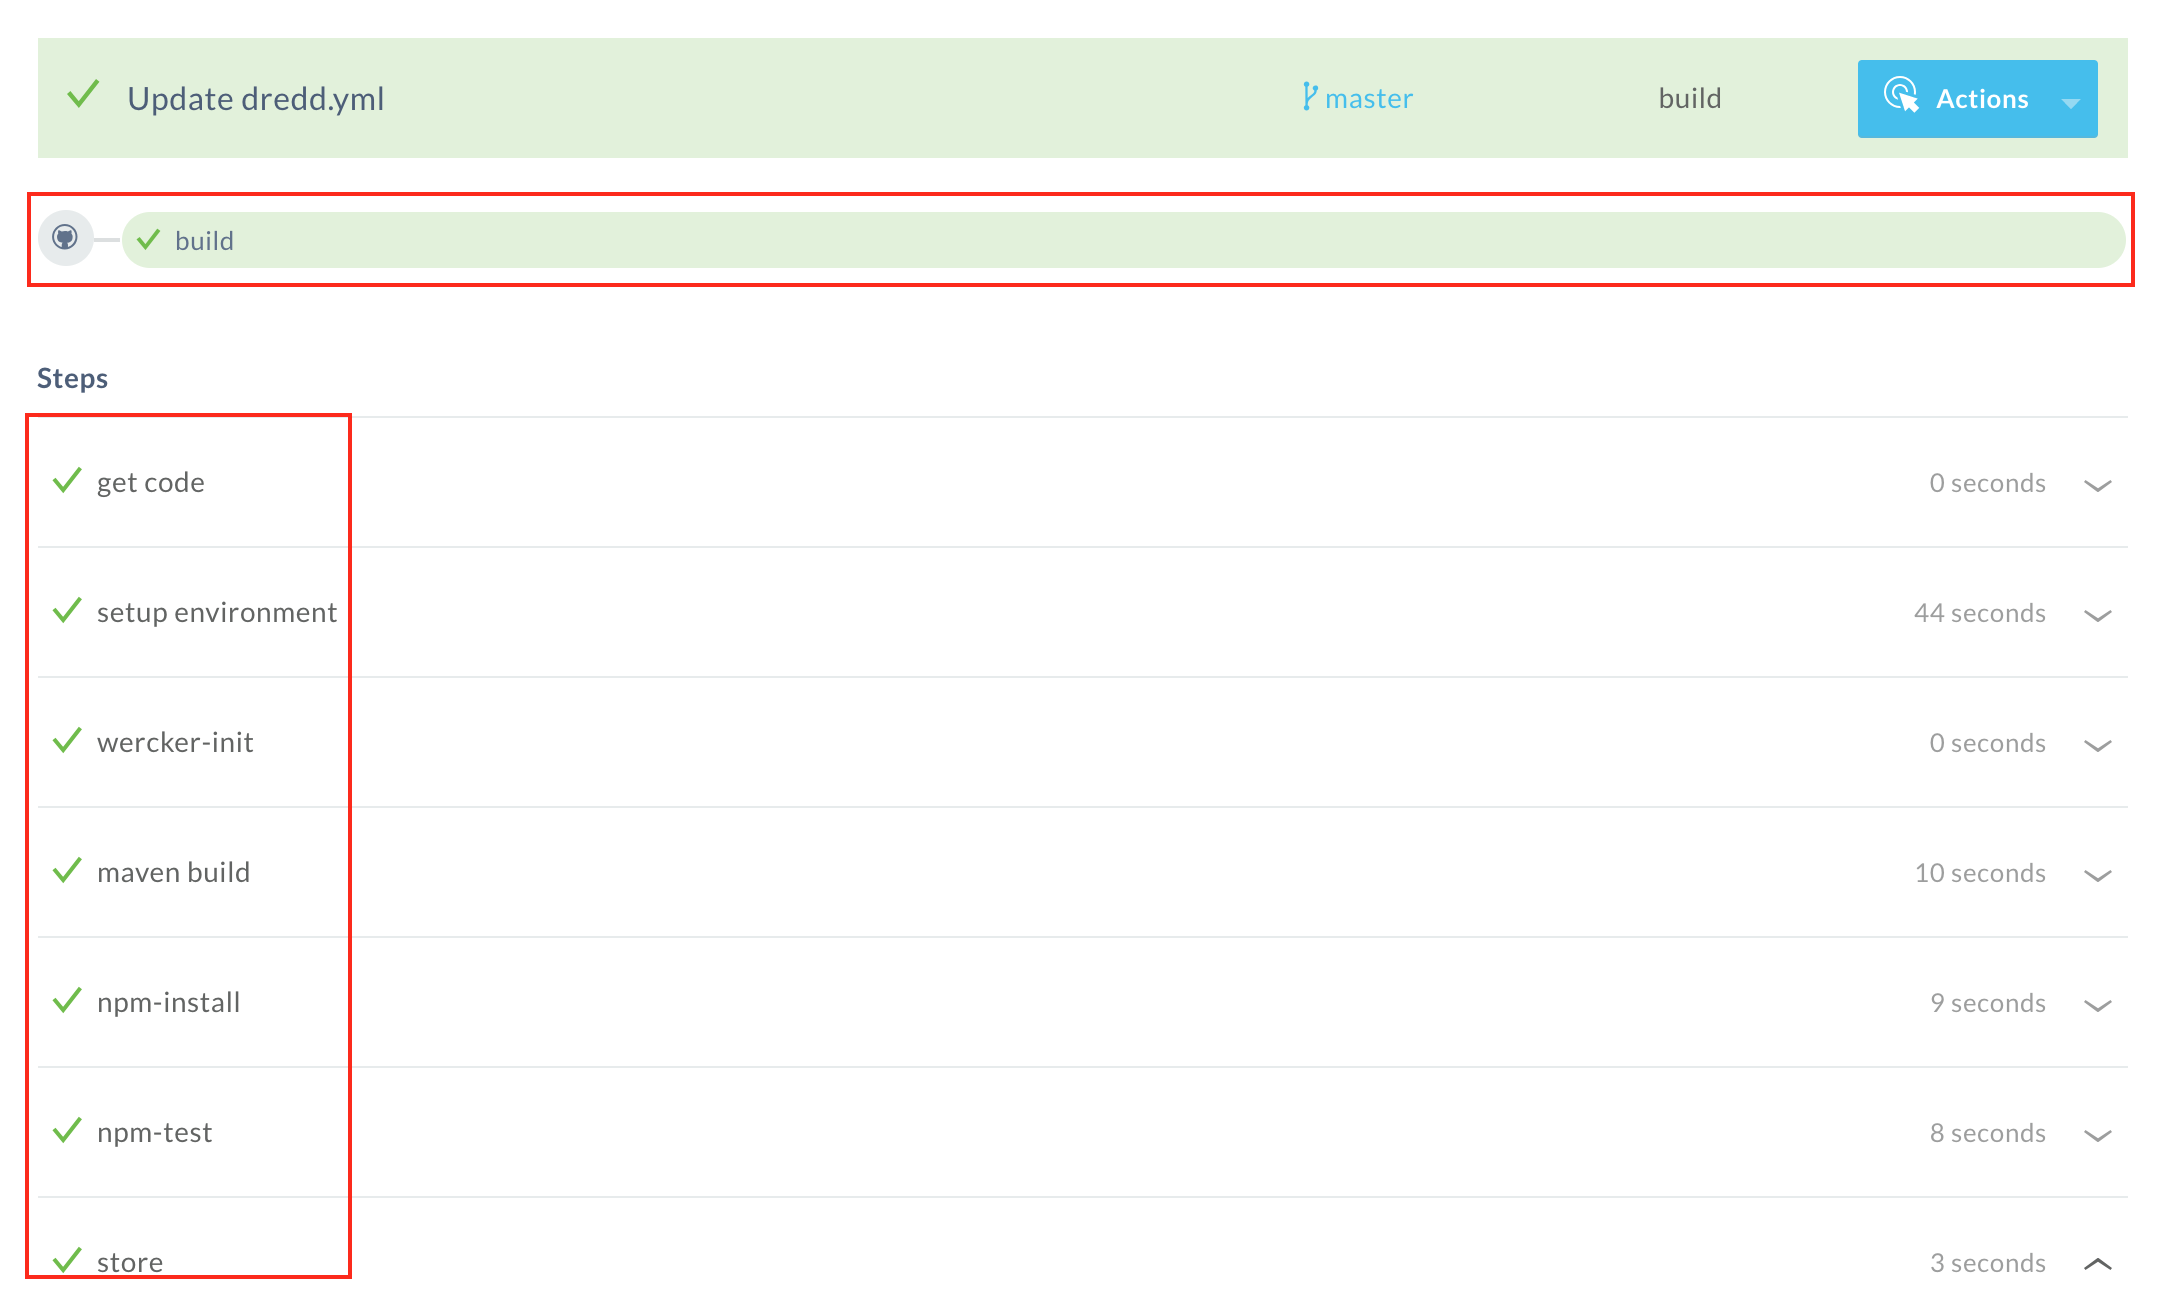 Update dredd.yml master build Actions
build
Steps
get code 0 seconds
setup environment 44 seconds
wercker-init 0 seconds
maven build 10 seconds
npm-install 9 seconds
npm-test 8 seconds
store 3 seconds